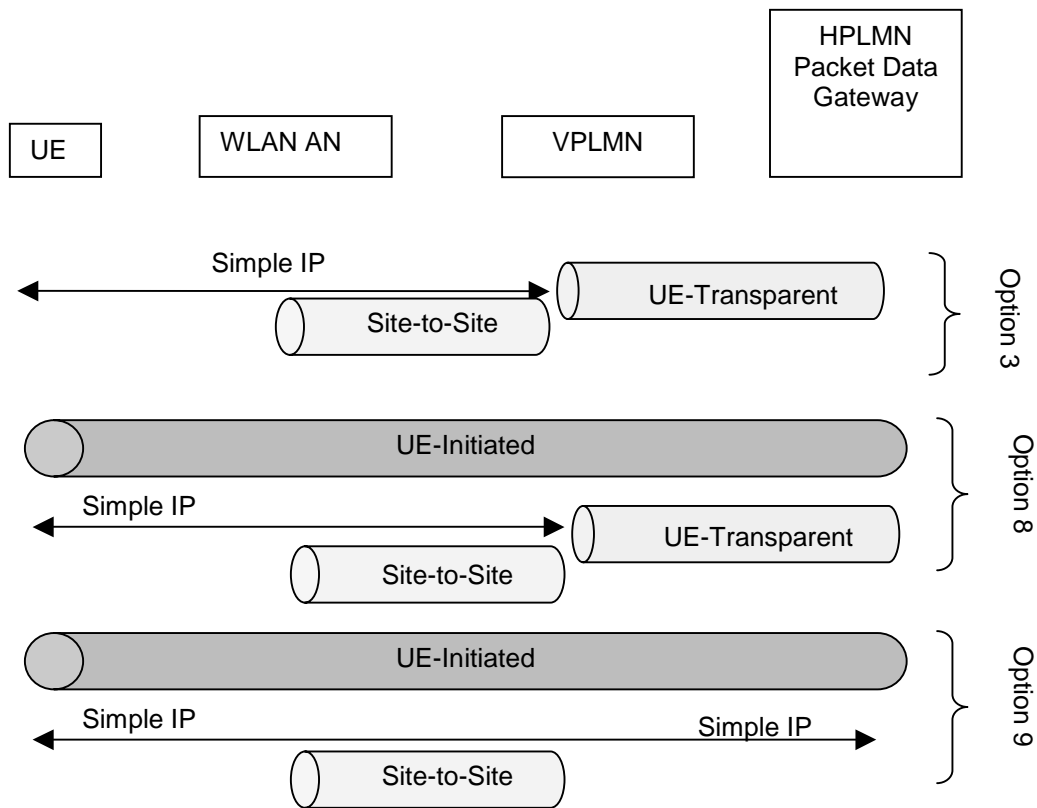 HPLMN
Packet Data
Gateway
UE
WLAN AN
VPLMN
Simple IP
UE-Transparent
Site-to-Site
Option 3
UE-Initiated
Simple IP
UE-Transparent
Site-to-Site
Option 8
UE-Initiated
Simple IP
Simple IP
Site-to-Site
Option 9